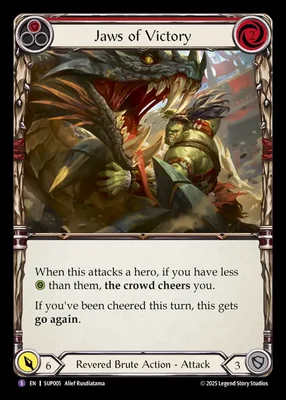 Jaws of Victory
When this attacks a hero, if you have less
than them, the crowd cheers you.
If you've been cheered this turn, this gets
go again.
6 Revered Brute Action - Attack 3
S EN | SUP005 Alief Rusdiatama © 2025 Legend Story Studios